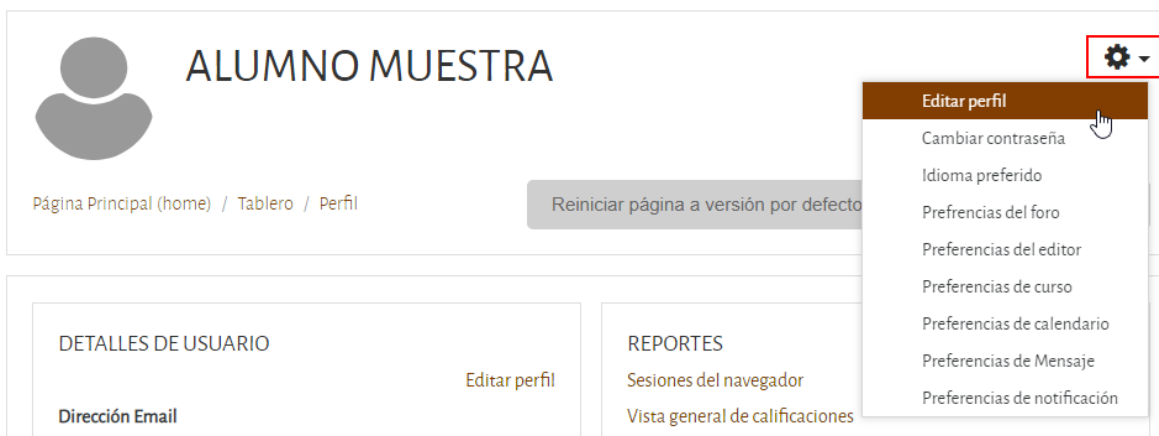 ALUMNO MUESTRA
Editar perfil
Cambiar contraseña
Idioma preferido
Prefrencias del foro
Preferencias del editor
Preferencias de curso
Preferencias de calendario
Preferencias de Mensaje
Preferencias de notificación
Página Principal (home) / Tablero / Perfil
Reiniciar página a versión por defecto
DETALLES DE USUARIO
Editar perfil
Dirección Email
REPORTES
Sesiones del navegador
Vista general de calificaciones